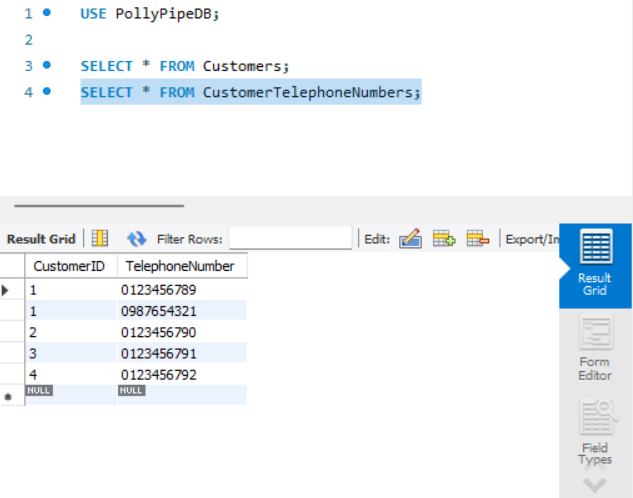 1 USE PollyPipeDB;
2
3 SELECT * FROM Customers;
4 SELECT * FROM CustomerTelephoneNumbers;
Result Grid Filter Rows: Edit: Export/In
CustomerID TelephoneNumber
1 0123456789
1 0987654321
2 0123456790
3 0123456791
4 0123456792
NULL NULL
Result
Grid
Form
Editor
Field
Types